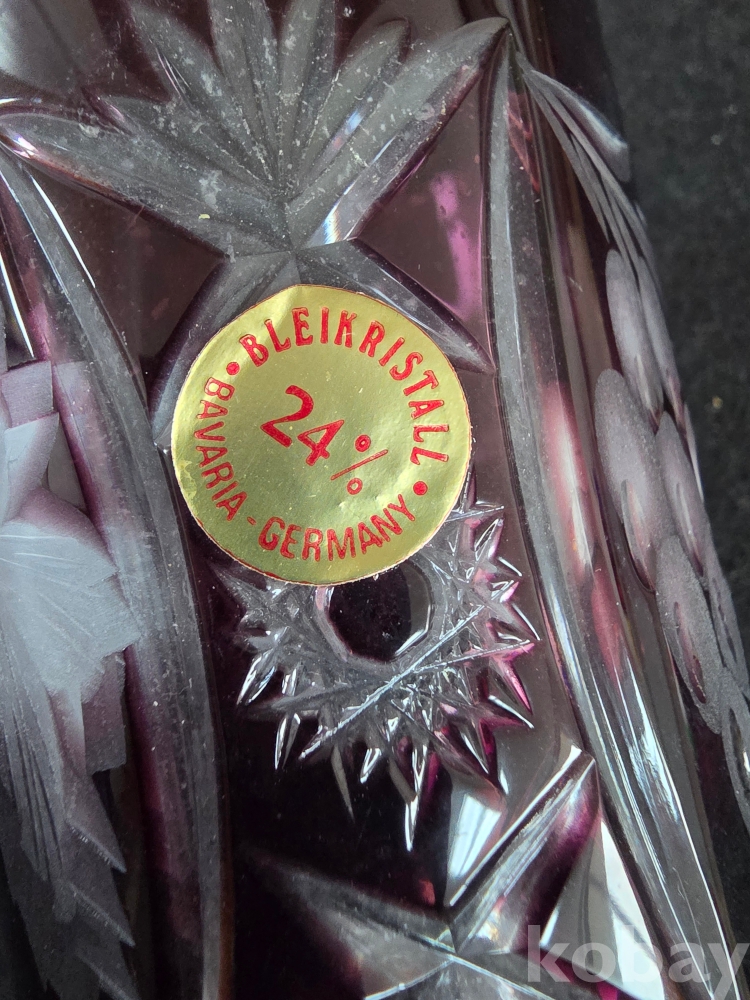 • BLEIKRISTALL •
24%
BAVARIA - GERMANY
kobay